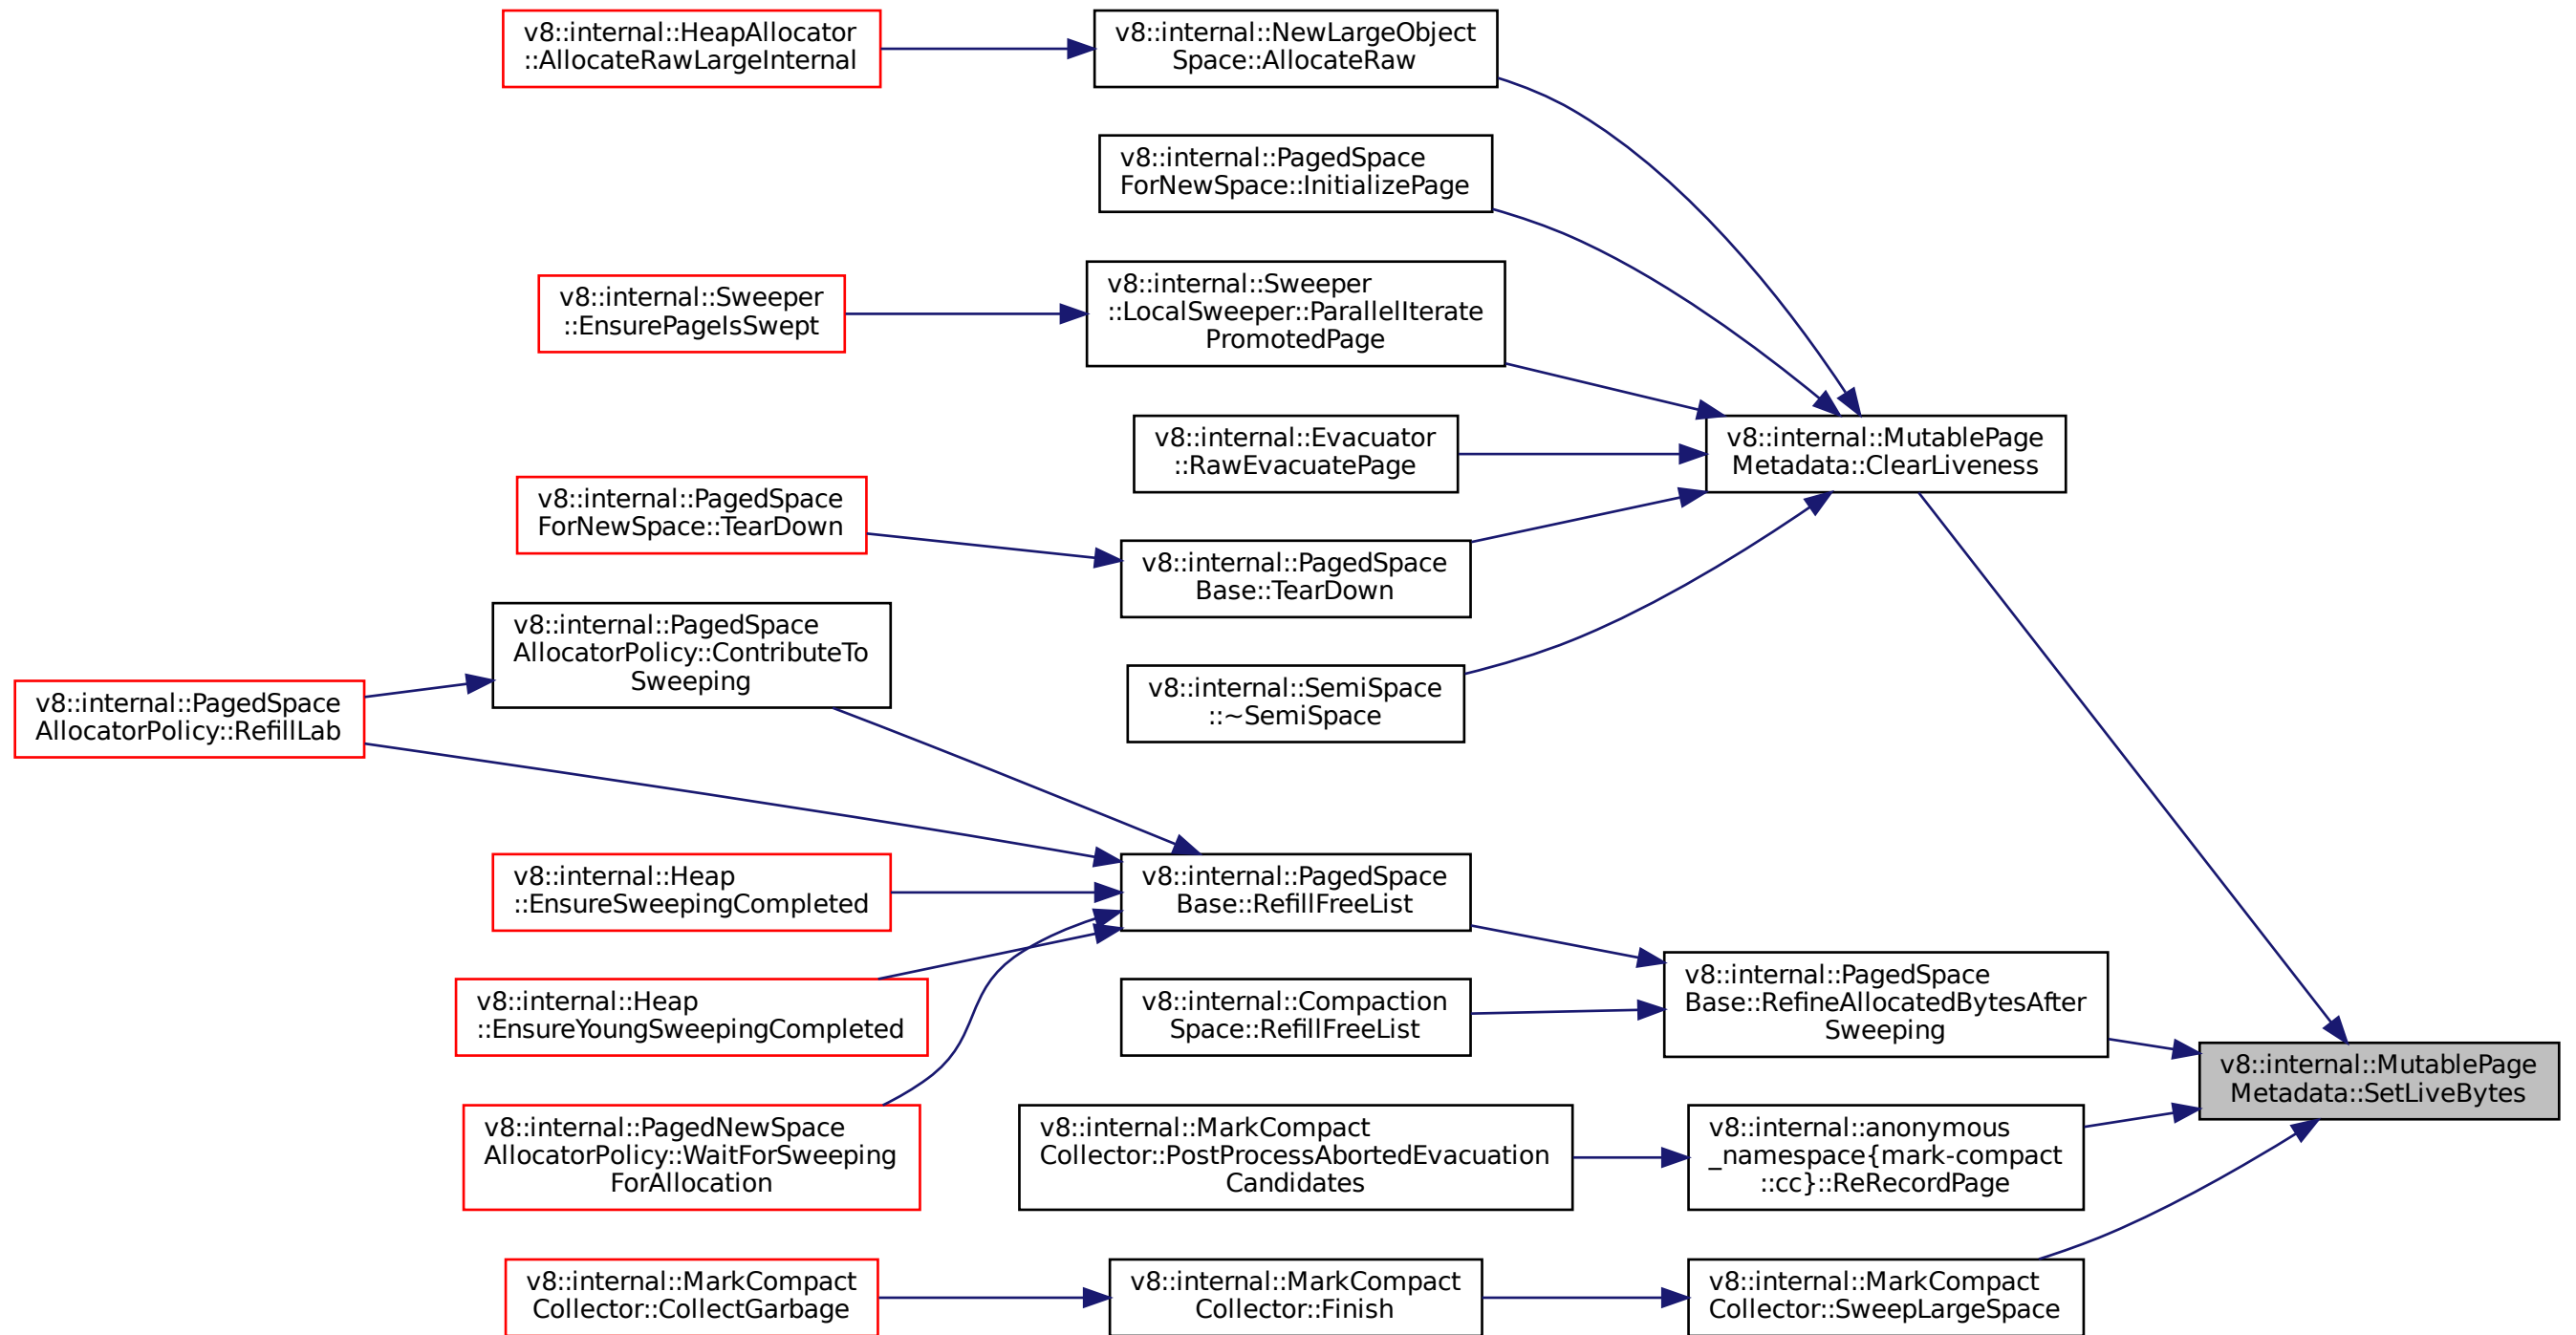 v8::internal::HeapAllocator
::AllocateRawLargeInternal
v8::internal::NewLargeObject
Space::AllocateRaw
v8::internal::PagedSpace
ForNewSpace::InitializePage
v8::internal::Sweeper
::EnsurePageIsSwept
v8::internal::Sweeper
::LocalSweeper::ParallelIterate
PromotedPage
v8::internal::Evacuator
::RawEvacuatePage
v8::internal::MutablePage
Metadata::ClearLiveness
v8::internal::PagedSpace
ForNewSpace::TearDown
v8::internal::PagedSpace
Base::TearDown
v8::internal::PagedSpace
AllocatorPolicy::ContributeTo
Sweeping
v8::internal::SemiSpace
::~SemiSpace
v8::internal::PagedSpace
AllocatorPolicy::RefillLab
v8::internal::Heap
::EnsureSweepingCompleted
v8::internal::PagedSpace
Base::RefillFreeList
v8::internal::Heap
::EnsureYoungSweepingCompleted
v8::internal::Compaction
Space::RefillFreeList
v8::internal::PagedSpace
Base::RefineAllocatedBytesAfter
Sweeping
v8::internal::MutablePage
Metadata::SetLiveBytes
v8::internal::PagedNewSpace
AllocatorPolicy::WaitForSweeping
ForAllocation
v8::internal::MarkCompact
Collector::PostProcessAbortedEvacuation
Candidates
v8::internal::anonymous
_namespace{mark-compact
::cc}::ReRecordPage
v8::internal::MarkCompact
Collector::CollectGarbage
v8::internal::MarkCompact
Collector::Finish
v8::internal::MarkCompact
Collector::SweepLargeSpace